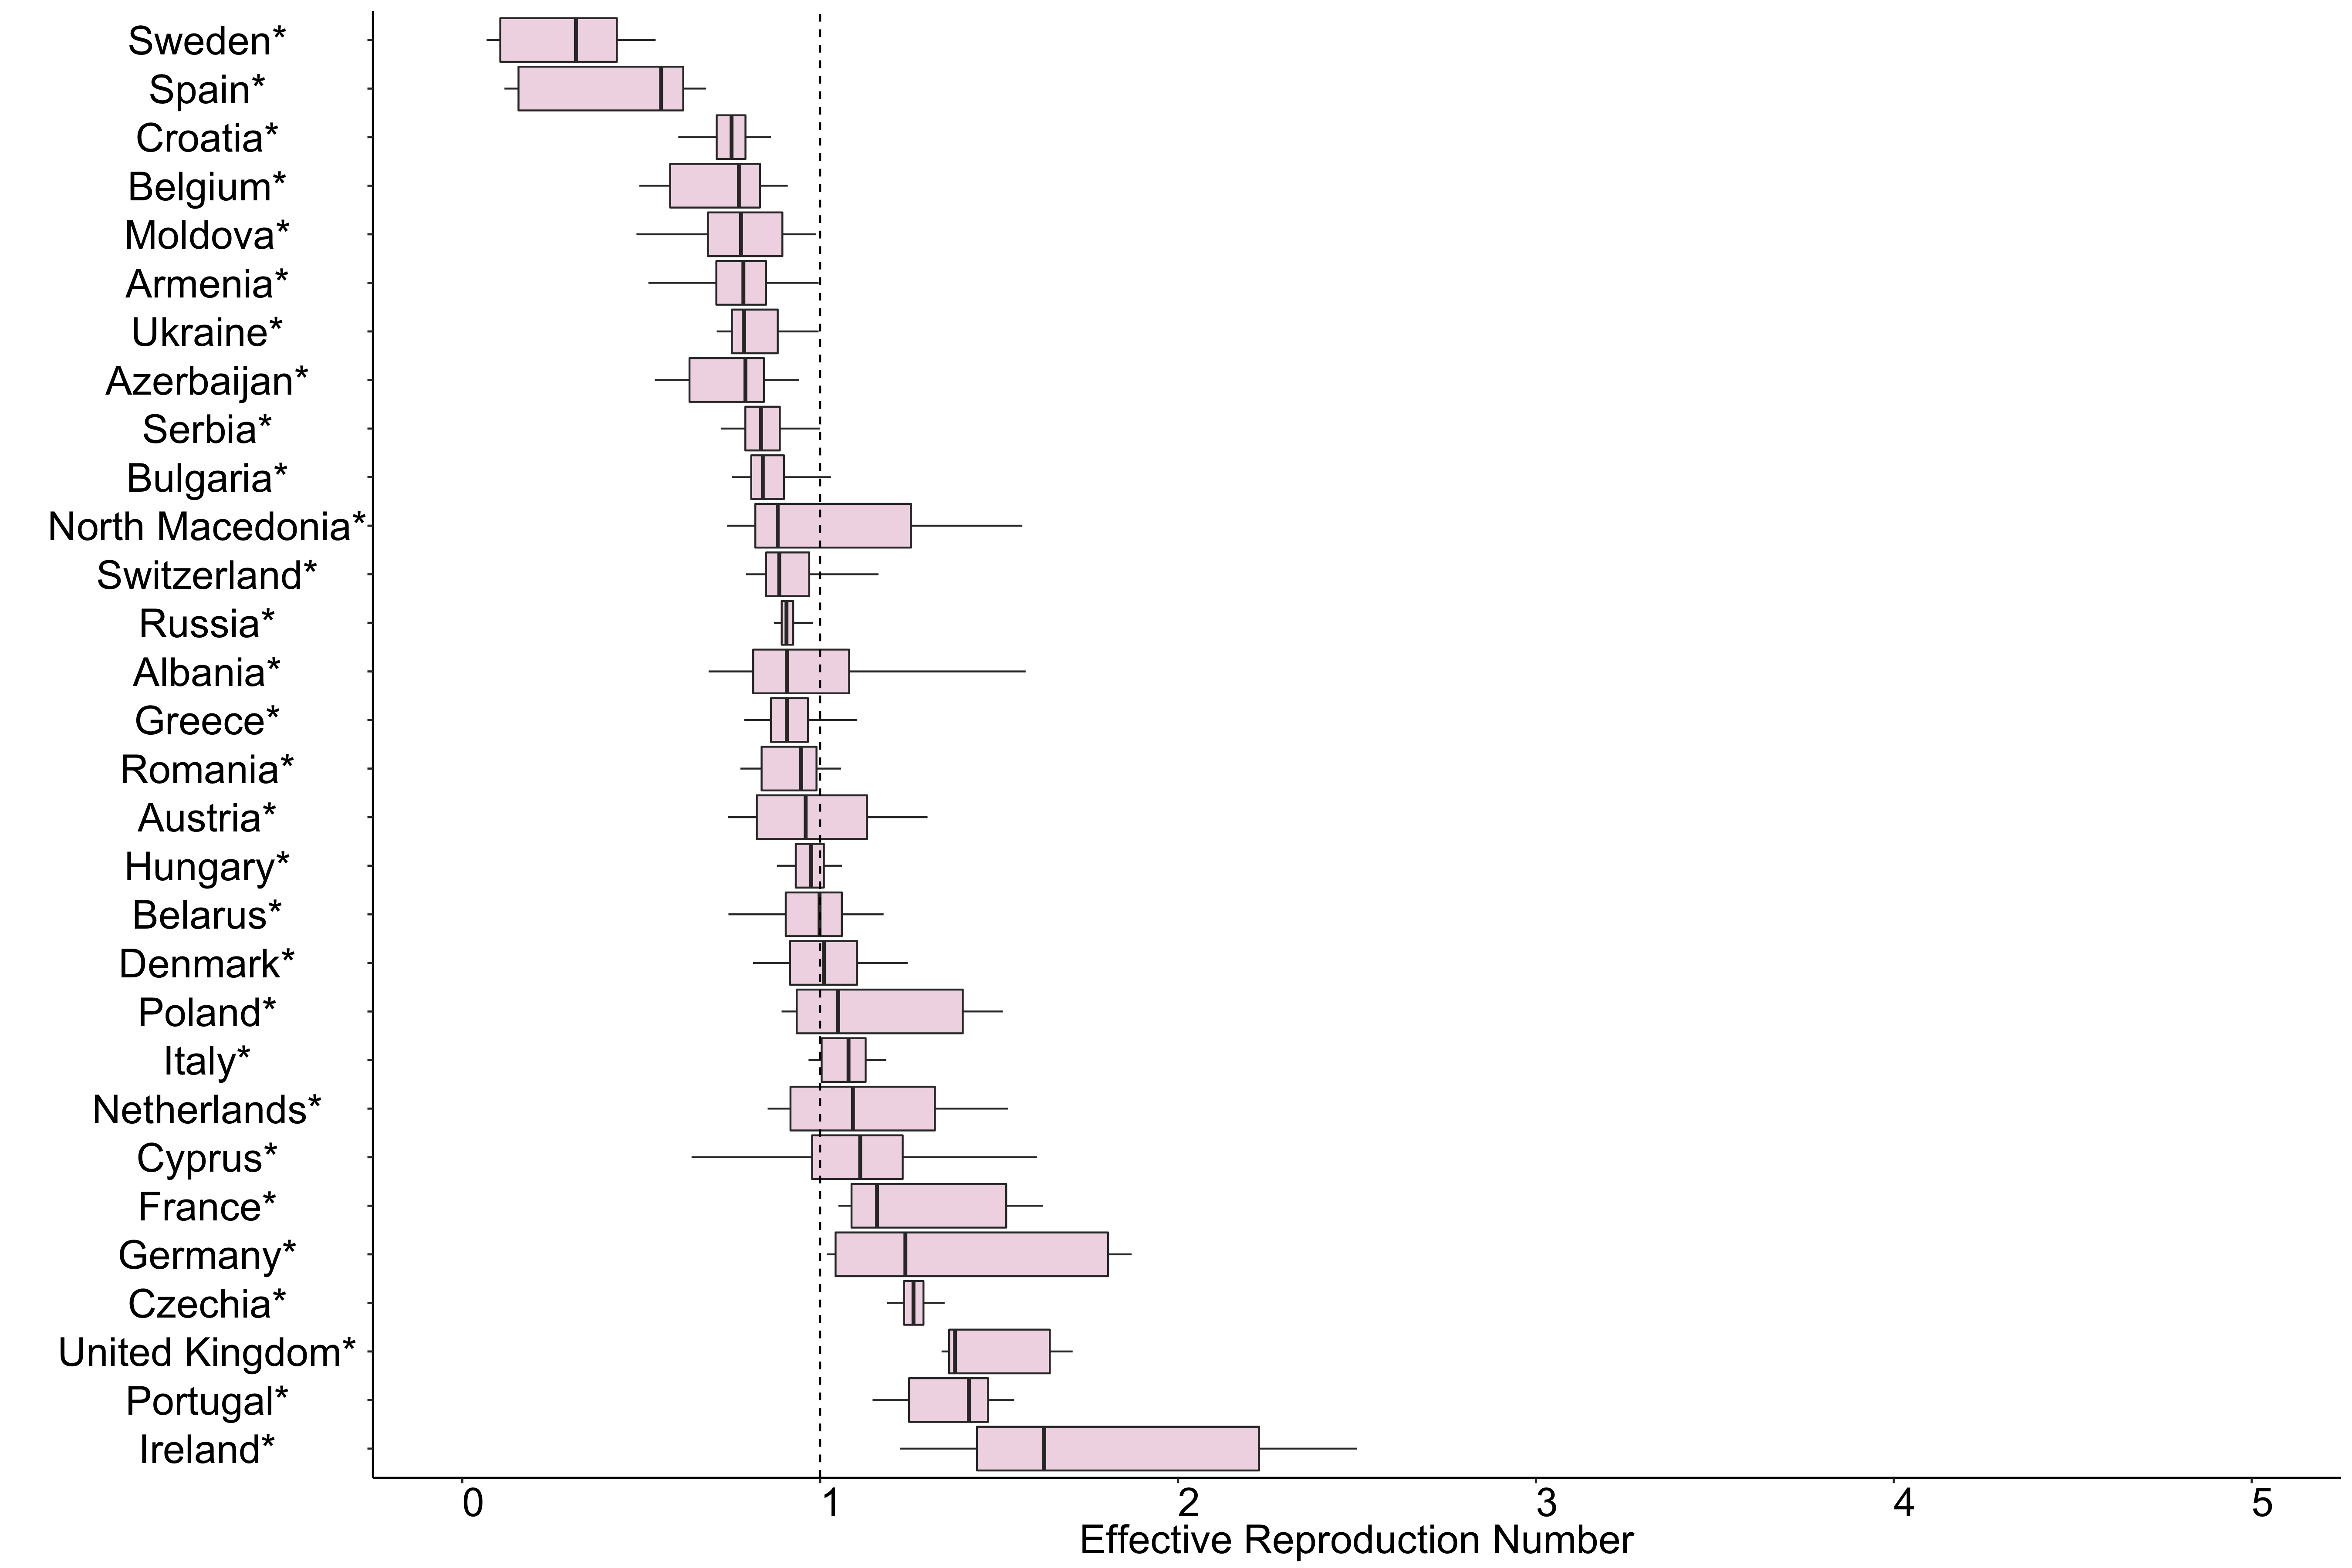 Sweden*
Spain*
Croatia*
Belgium*
Moldova*
Armenia*
Ukraine*
Azerbaijan*
Serbia*
Bulgaria*
North Macedonia*
Switzerland*
Russia*
Albania*
Greece*
Romania*
Austria*
Hungary*
Belarus*
Denmark*
Poland*
Italy*
Netherlands*
Cyprus*
France*
Germany*
Czechia*
United Kingdom*
Portugal*
Ireland*
0 1 2 3 4 5
Effective Reproduction Number